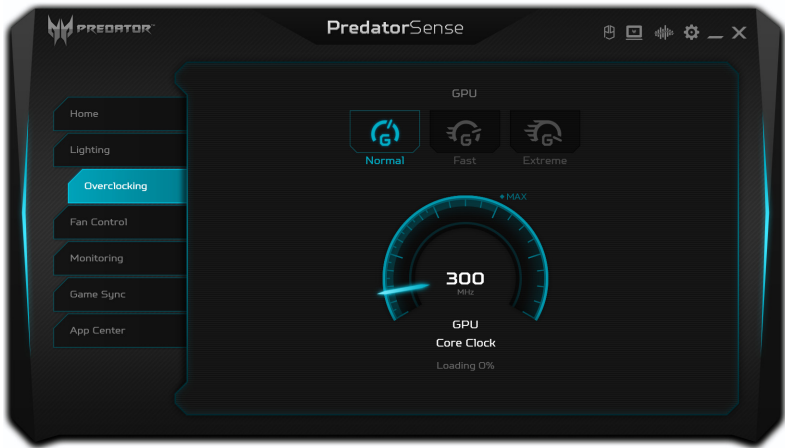 PREDATOR
PredatorSense
GPU
Home
Lighting
Overclocking
Fan Control
Monitoring
Game Sync
App Center
G
Normal
G
Fast
G
Extreme
MAX
300
MHz
GPU
Core Clock
Loading 0%